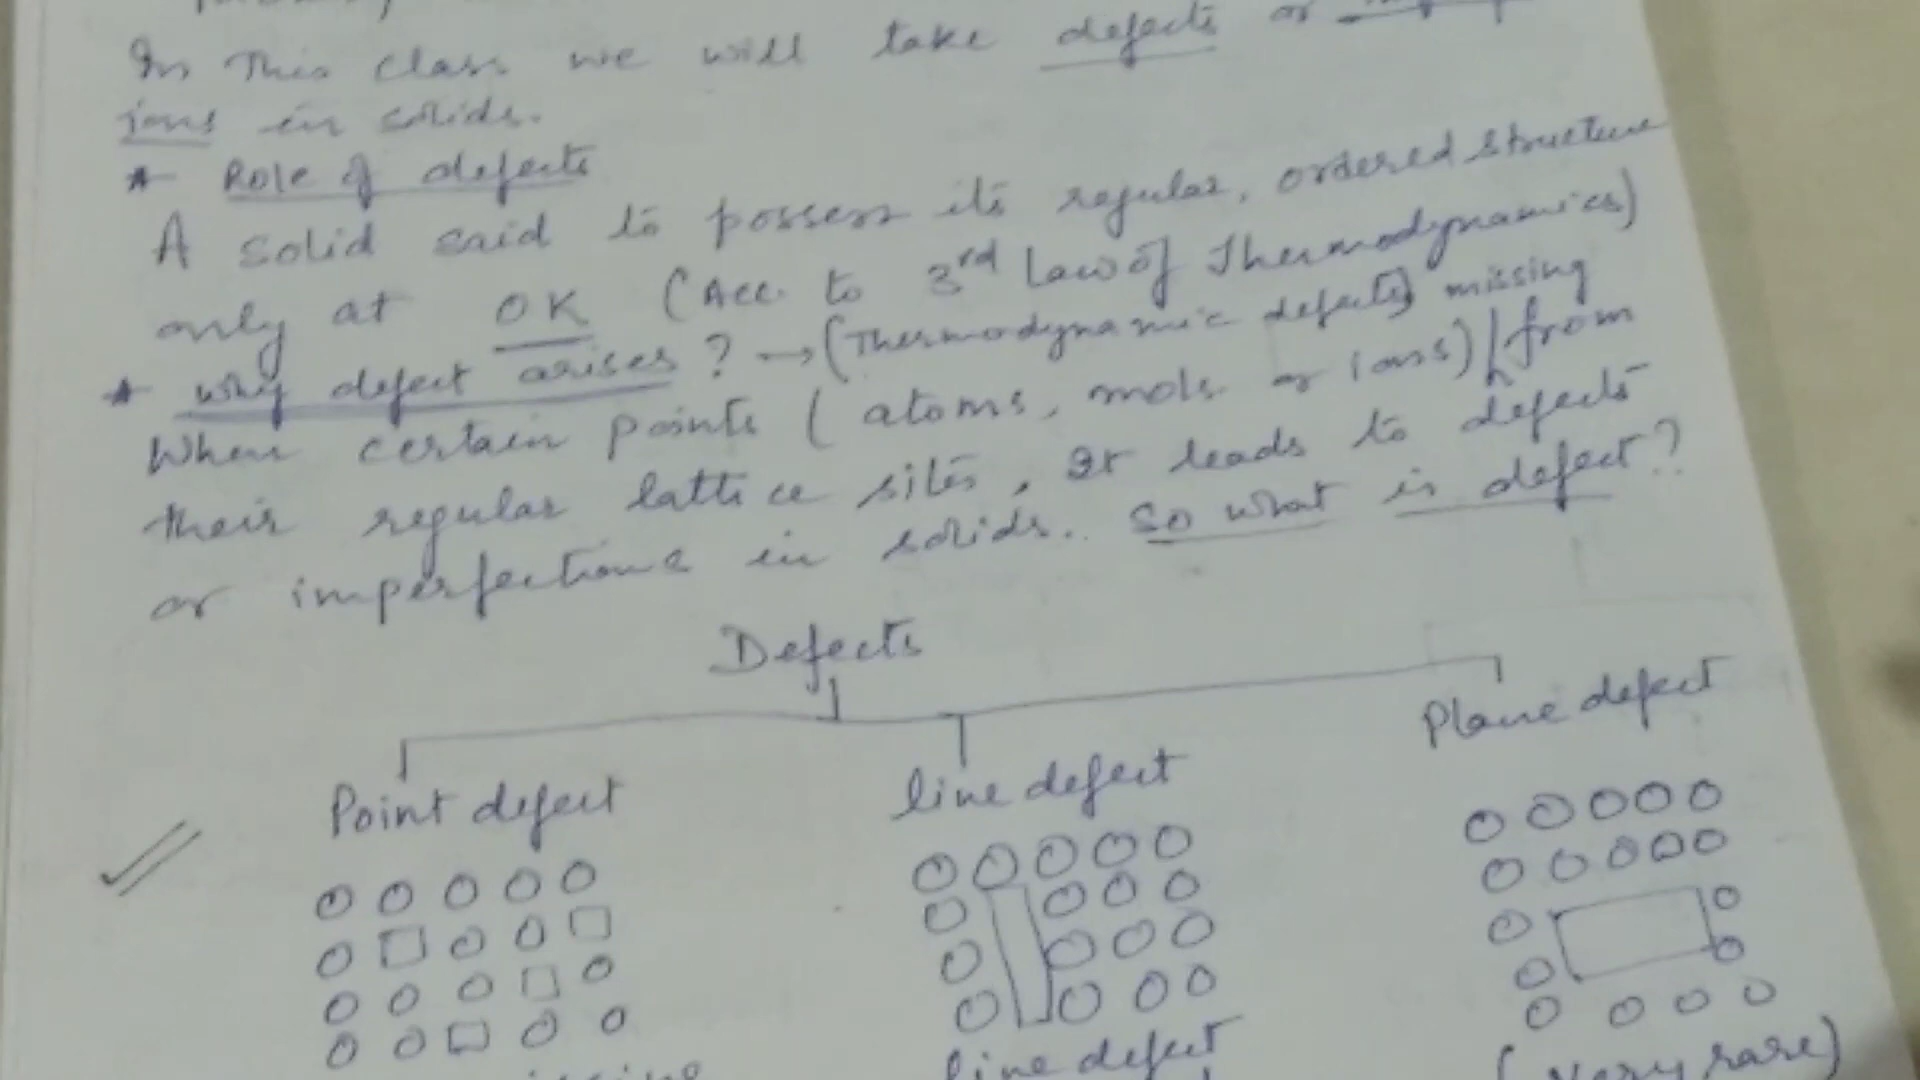 In This class we will take defects or
ions in solids.
* Role of defects
A solid said to possess its regular, ordered structure
only at OK (Acc. to 3rd Law of Thermodynamics)
* Why defect arises? → (Thermodynamic defects) missing
When certain points (atoms, mols or ions) from
their regular lattice sites, It leads to defects
or imperfections in solids. So what is defect?
Defects
Point defect line defect Plane defect
line defect (Very rare)